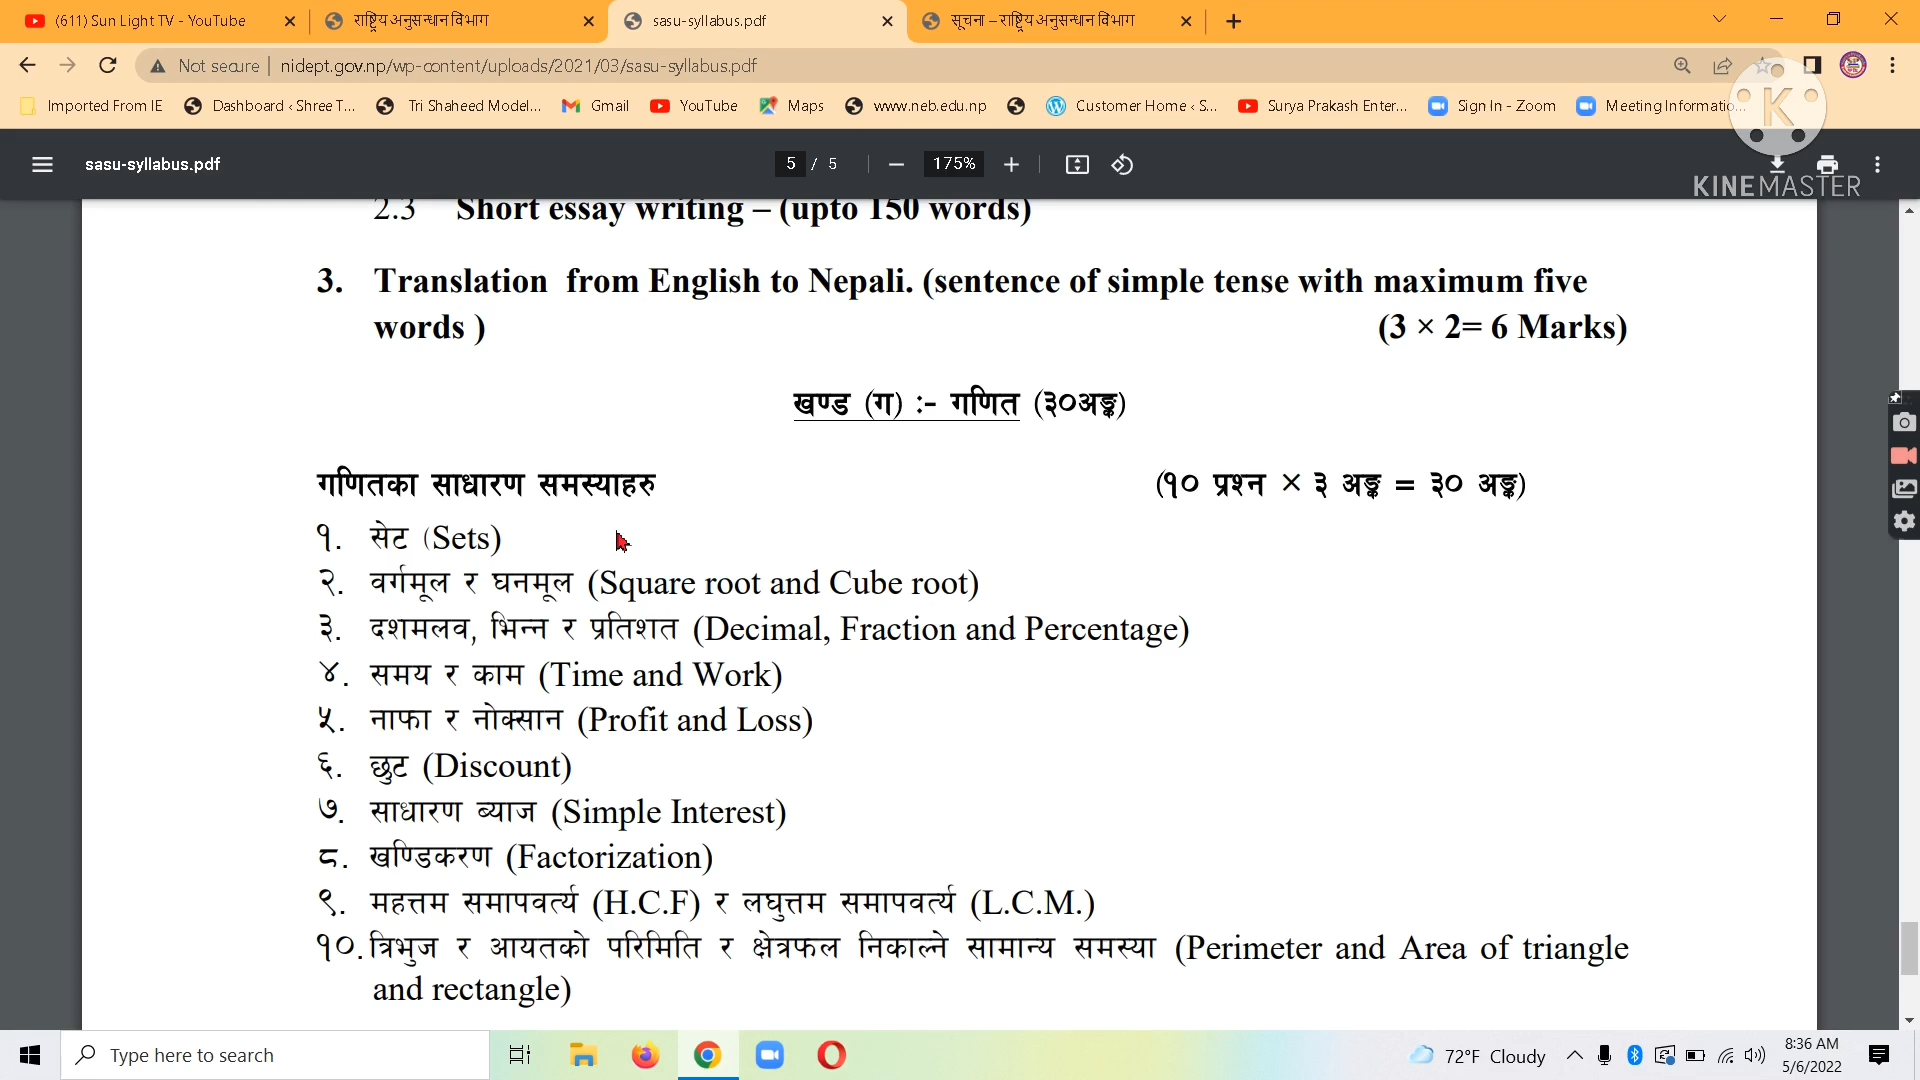 (611) Sun Light TV - YouTube
राष्ट्रिय अनुसन्धान विभाग
sasu-syllabus.pdf
सूचना – राष्ट्रिय अनुसन्धान विभाग
Not secure | nidept.gov.np/wp-content/uploads/2021/03/sasu-syllabus.pdf
Imported From IE
Dashboard ‹ Shree T...
Tri Shaheed Model...
Gmail
YouTube
Maps
www.neb.edu.np
Customer Home ‹ S...
Surya Prakash Enter...
Sign In - Zoom
Meeting Informatio...
K
KINEMASTER
sasu-syllabus.pdf
5 / 5
175%
2.3 Short essay writing – (upto 150 words)
3. Translation from English to Nepali. (sentence of simple tense with maximum five
words ) (3 × 2= 6 Marks)
खण्ड (ग) :- गणित (३०अङ्क)
गणितका साधारण समस्याहरु (१० प्रश्न × ३ अङ्क = ३० अङ्क)
१. सेट (Sets)
२. वर्गमूल र घनमूल (Square root and Cube root)
३. दशमलव, भिन्न र प्रतिशत (Decimal, Fraction and Percentage)
४. समय र काम (Time and Work)
५. नाफा र नोक्सान (Profit and Loss)
६. छुट (Discount)
७. साधारण ब्याज (Simple Interest)
८. खण्डिकरण (Factorization)
९. महत्तम समापवर्त्य (H.C.F) र लघुत्तम समापवर्त्य (L.C.M.)
१०. त्रिभुज र आयतको परिमिति र क्षेत्रफल निकाल्ने सामान्य समस्या (Perimeter and Area of triangle
and rectangle)
Type here to search
72°F Cloudy
8:36 AM
5/6/2022